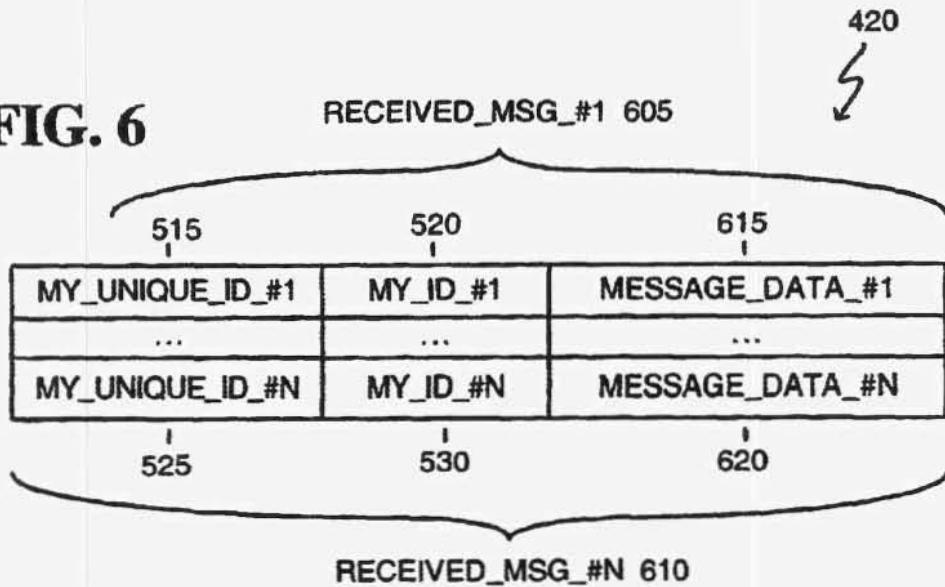 420
FIG. 6
RECEIVED_MSG_#1 605
515 520 615
MY_UNIQUE_ID_#1 MY_ID_#1 MESSAGE_DATA_#1
... ... ...
MY_UNIQUE_ID_#N MY_ID_#N MESSAGE_DATA_#N
525 530 620
RECEIVED_MSG_#N 610